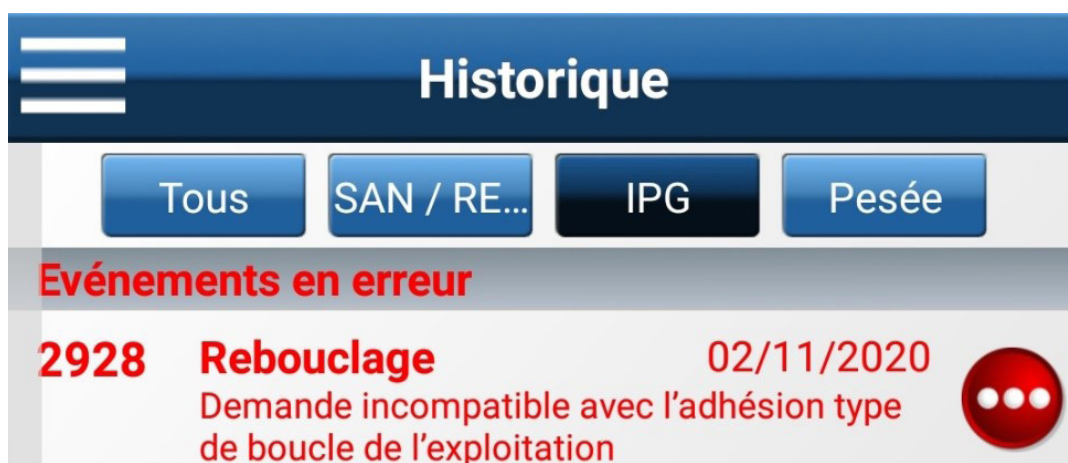 Historique
Tous SAN / RE... IPG Pesée
Evénements en erreur
2928 Rebouclage 02/11/2020
Demande incompatible avec l'adhésion type
de boucle de l'exploitation